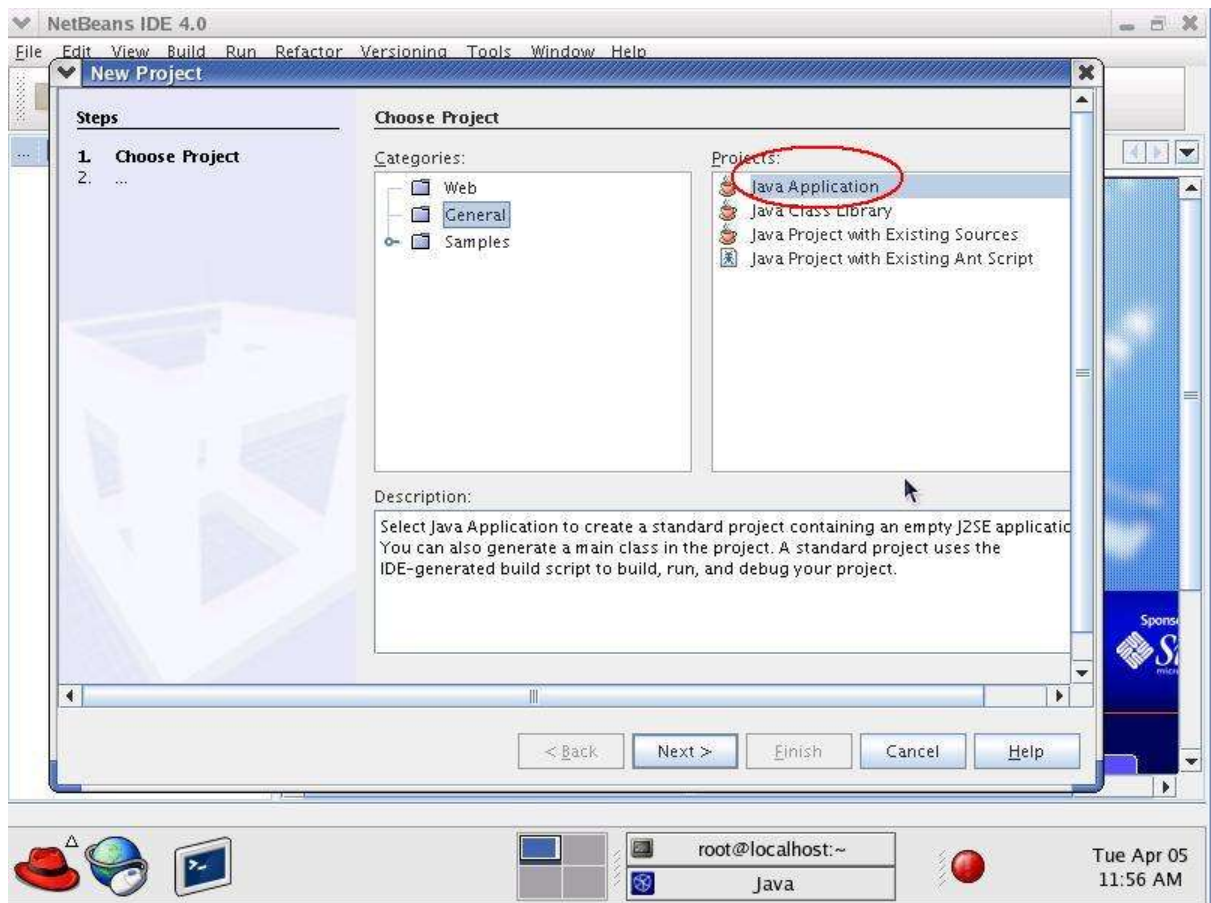 NetBeans IDE 4.0
File Edit View Build Run Refactor Versioning Tools Window Help
New Project
Steps
1. Choose Project
2. ...
Choose Project
Categories:
Web
General
Samples
Projects:
Java Application
Java Class Library
Java Project with Existing Sources
Java Project with Existing Ant Script
Description:
Select Java Application to create a standard project containing an empty J2SE applicatio
You can also generate a main class in the project. A standard project uses the
IDE-generated build script to build, run, and debug your project.
< Back Next > Finish Cancel Help
...
Spons
root@localhost:~
Java
Tue Apr 05
11:56 AM